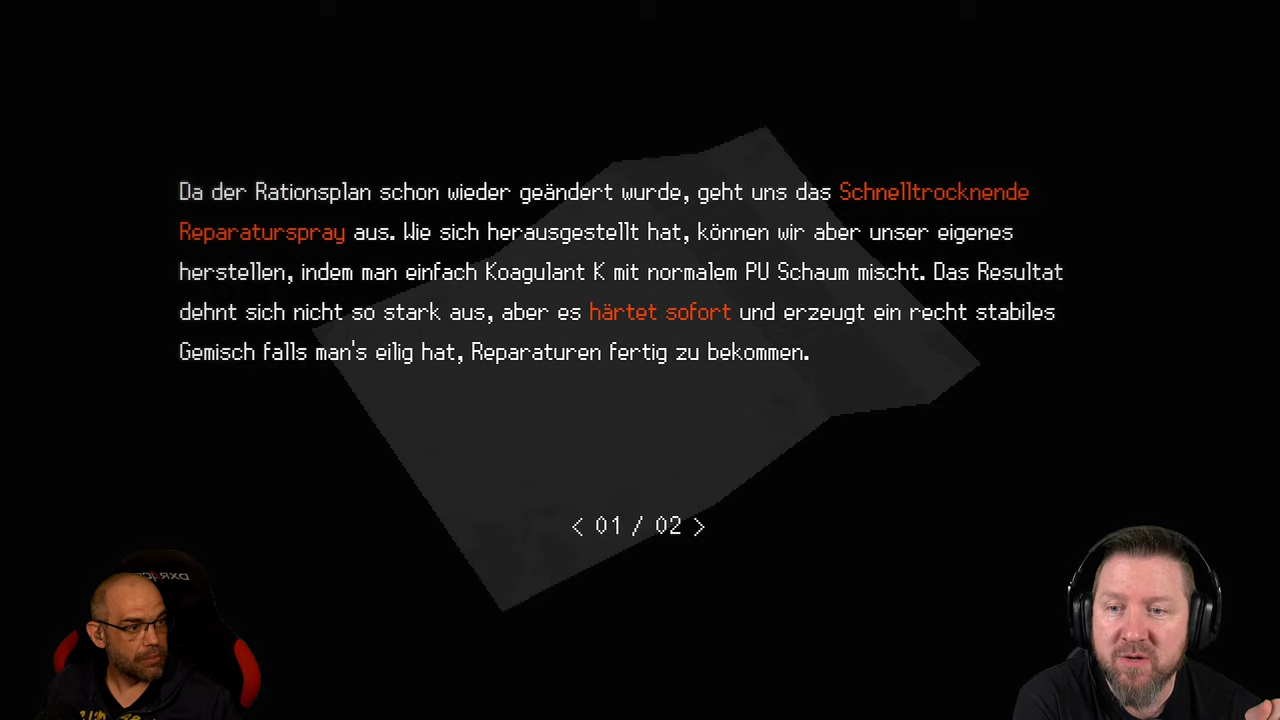 Da der Rationsplan schon wieder geändert wurde, geht uns das Schnelltrocknende
Reparaturspray aus. Wie sich herausgestellt hat, können wir aber unser eigenes
herstellen, indem man einfach Koagulant K mit normalem PU Schaum mischt. Das Resultat
dehnt sich nicht so stark aus, aber es härtet sofort und erzeugt ein recht stabiles
Gemisch falls man's eilig hat, Reparaturen fertig zu bekommen.
< 01 / 02 >